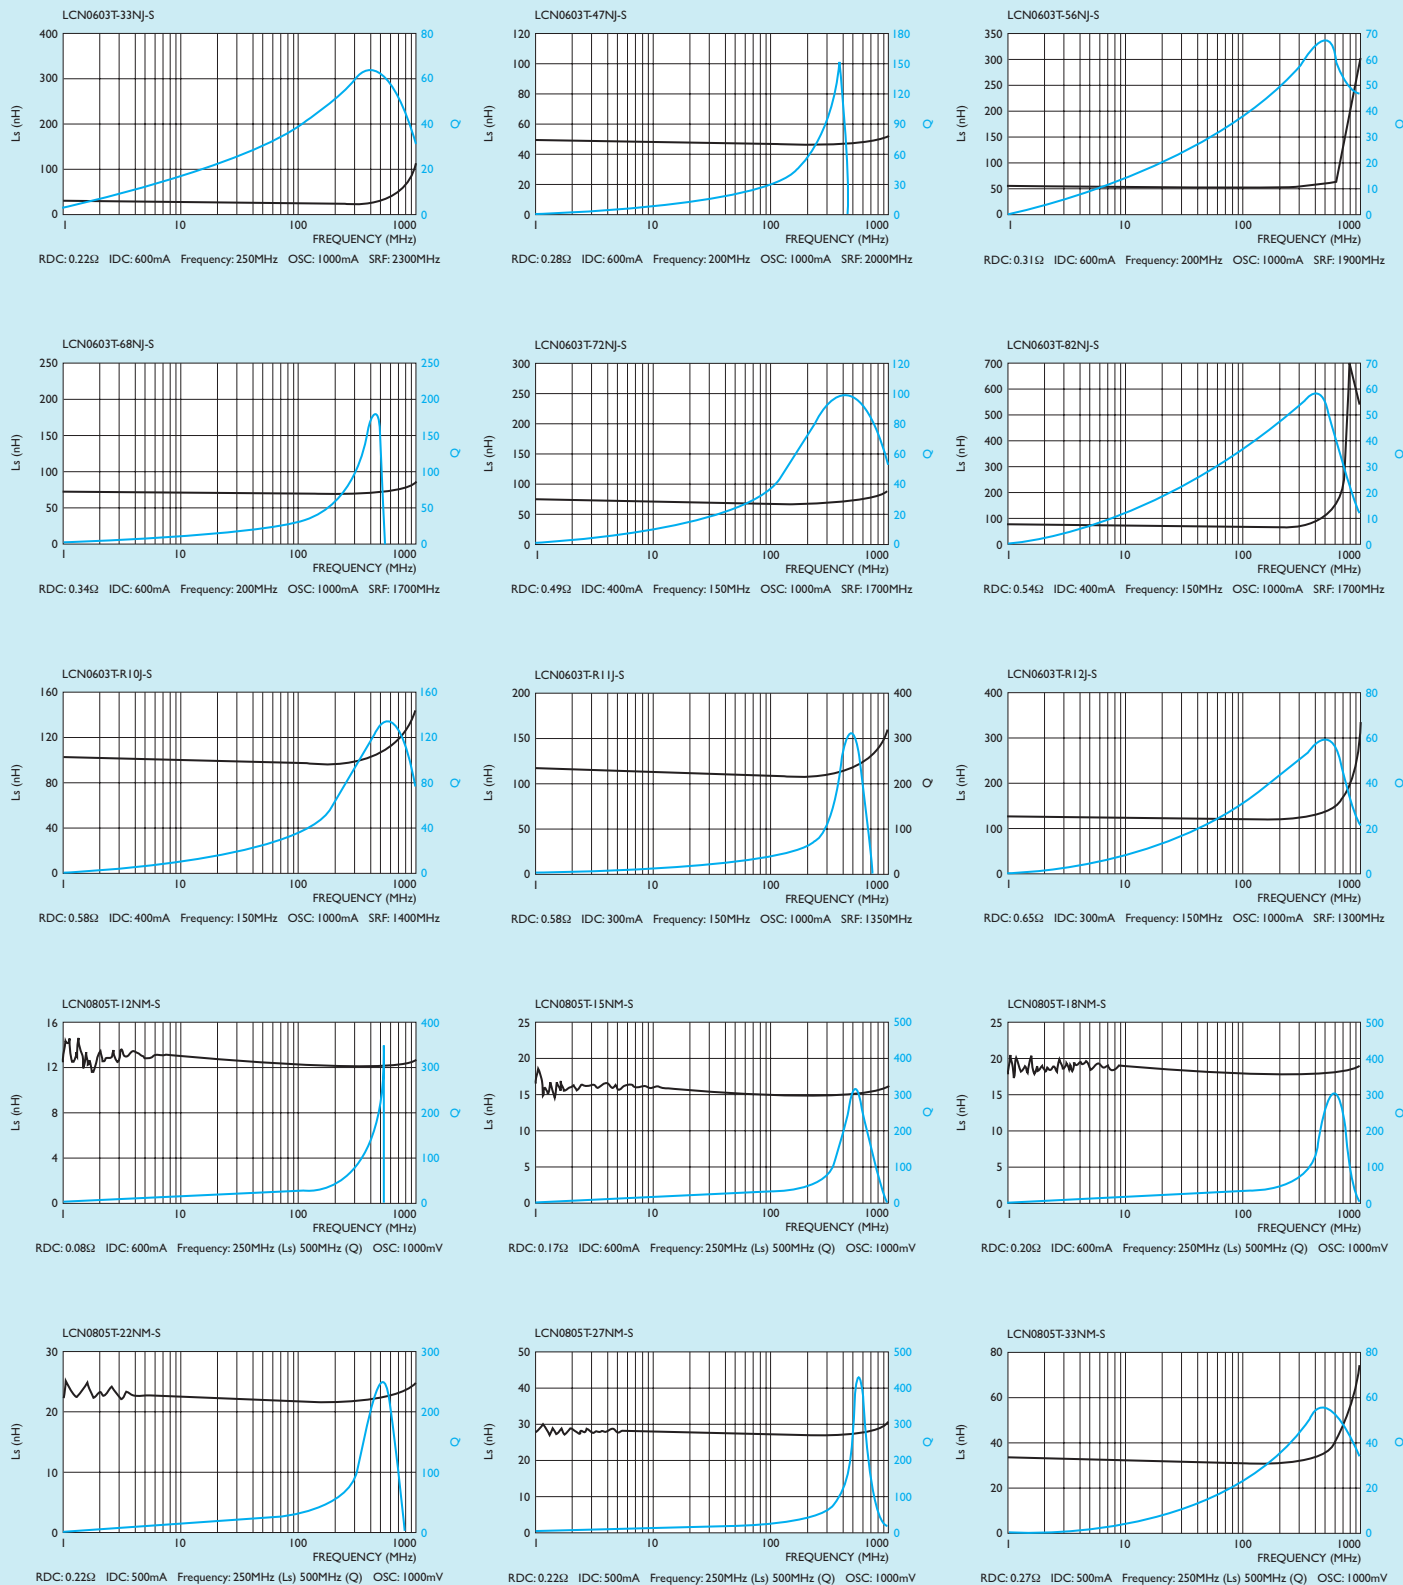 LCN0603T-33NJ-S
LCN0603T-47NJ-S
LCN0603T-56NJ-S
400 300 200 100 0
Ls (nH)
80 60 40 20 0
Q
1 10 100 1000
FREQUENCY (MHz)
120 100 80 60 40 20 0
Ls (nH)
180 150 120 90 60 30 0
Q
1 10 100 1000
FREQUENCY (MHz)
350 300 250 200 150 100 50 0
Ls (nH)
70 60 50 40 30 20 10 0
Q
1 10 100 1000
FREQUENCY (MHz)
RDC: 0.22Ω IDC: 600mA Frequency: 250MHz OSC: 1000mA SRF: 2300MHz
RDC: 0.28Ω IDC: 600mA Frequency: 200MHz OSC: 1000mA SRF: 2000MHz
RDC: 0.31Ω IDC: 600mA Frequency: 200MHz OSC: 1000mA SRF: 1900MHz
LCN0603T-68NJ-S
LCN0603T-72NJ-S
LCN0603T-82NJ-S
250 200 150 100 50 0
Ls (nH)
250 200 150 100 50 0
Q
1 10 100 1000
FREQUENCY (MHz)
300 250 200 150 100 50 0
Ls (nH)
120 100 80 60 40 20 0
Q
1 10 100 1000
FREQUENCY (MHz)
700 600 500 400 300 200 100 0
Ls (nH)
70 60 50 40 30 20 10 0
Q
1 10 100 1000
FREQUENCY (MHz)
RDC: 0.34Ω IDC: 600mA Frequency: 200MHz OSC: 1000mA SRF: 1700MHz
RDC: 0.49Ω IDC: 400mA Frequency: 150MHz OSC: 1000mA SRF: 1700MHz
RDC: 0.54Ω IDC: 400mA Frequency: 150MHz OSC: 1000mA SRF: 1700MHz
LCN0603T-R10J-S
LCN0603T-R11J-S
LCN0603T-R12J-S
160 120 80 40 0
Ls (nH)
160 120 80 40 0
Q
1 10 100 1000
FREQUENCY (MHz)
200 150 100 50 0
Ls (nH)
400 300 200 100 0
Q
1 10 100 1000
FREQUENCY (MHz)
400 300 200 100 0
Ls (nH)
80 60 40 20 0
Q
1 10 100 1000
FREQUENCY (MHz)
RDC: 0.58Ω IDC: 400mA Frequency: 150MHz OSC: 1000mA SRF: 1400MHz
RDC: 0.58Ω IDC: 300mA Frequency: 150MHz OSC: 1000mA SRF: 1350MHz
RDC: 0.65Ω IDC: 300mA Frequency: 150MHz OSC: 1000mA SRF: 1300MHz
LCN0805T-12NM-S
LCN0805T-15NM-S
LCN0805T-18NM-S
16 12 8 4 0
Ls (nH)
400 300 200 100 0
Q
1 10 100 1000
FREQUENCY (MHz)
25 20 15 10 5 0
Ls (nH)
500 400 300 200 100 0
Q
1 10 100 1000
FREQUENCY (MHz)
25 20 15 10 5 0
Ls (nH)
500 400 300 200 100 0
Q
1 10 100 1000
FREQUENCY (MHz)
RDC: 0.08Ω IDC: 600mA Frequency: 250MHz (Ls) 500MHz (Q) OSC: 1000mV
RDC: 0.17Ω IDC: 600mA Frequency: 250MHz (Ls) 500MHz (Q) OSC: 1000mV
RDC: 0.20Ω IDC: 600mA Frequency: 250MHz (Ls) 500MHz (Q) OSC: 1000mV
LCN0805T-22NM-S
LCN0805T-27NM-S
LCN0805T-33NM-S
30 20 10 0
Ls (nH)
300 200 100 0
Q
1 10 100 1000
FREQUENCY (MHz)
50 40 30 20 10 0
Ls (nH)
500 400 300 200 100 0
Q
1 10 100 1000
FREQUENCY (MHz)
80 60 40 20 0
Ls (nH)
80 60 40 20 0
Q
1 10 100 1000
FREQUENCY (MHz)
RDC: 0.22Ω IDC: 500mA Frequency: 250MHz (Ls) 500MHz (Q) OSC: 1000mV
RDC: 0.22Ω IDC: 500mA Frequency: 250MHz (Ls) 500MHz (Q) OSC: 1000mV
RDC: 0.27Ω IDC: 500mA Frequency: 250MHz (Ls) 500MHz (Q) OSC: 1000mV